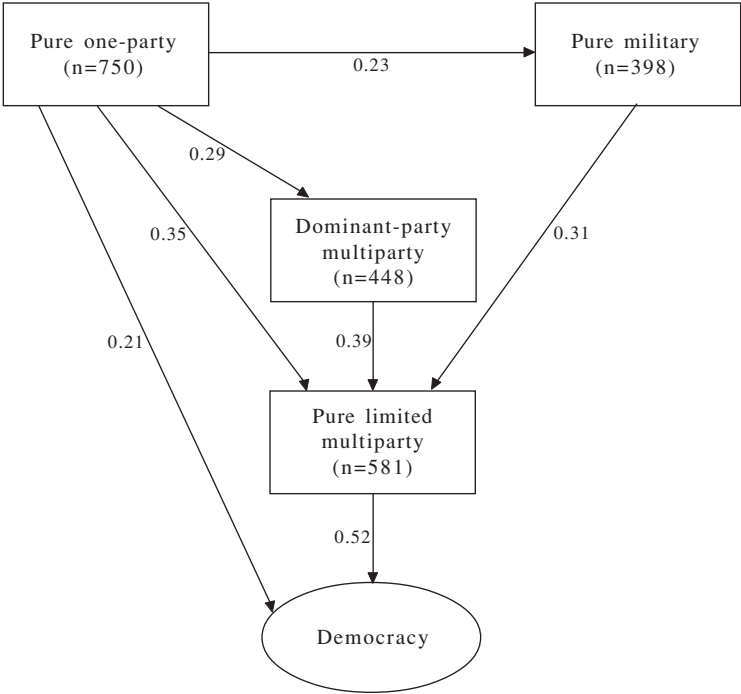 Pure one-party
(n=750)
Pure military
(n=398)
0.23
0.29
Dominant-party
multiparty
(n=448)
0.35
0.31
0.21
0.39
Pure limited
multiparty
(n=581)
0.52
Democracy